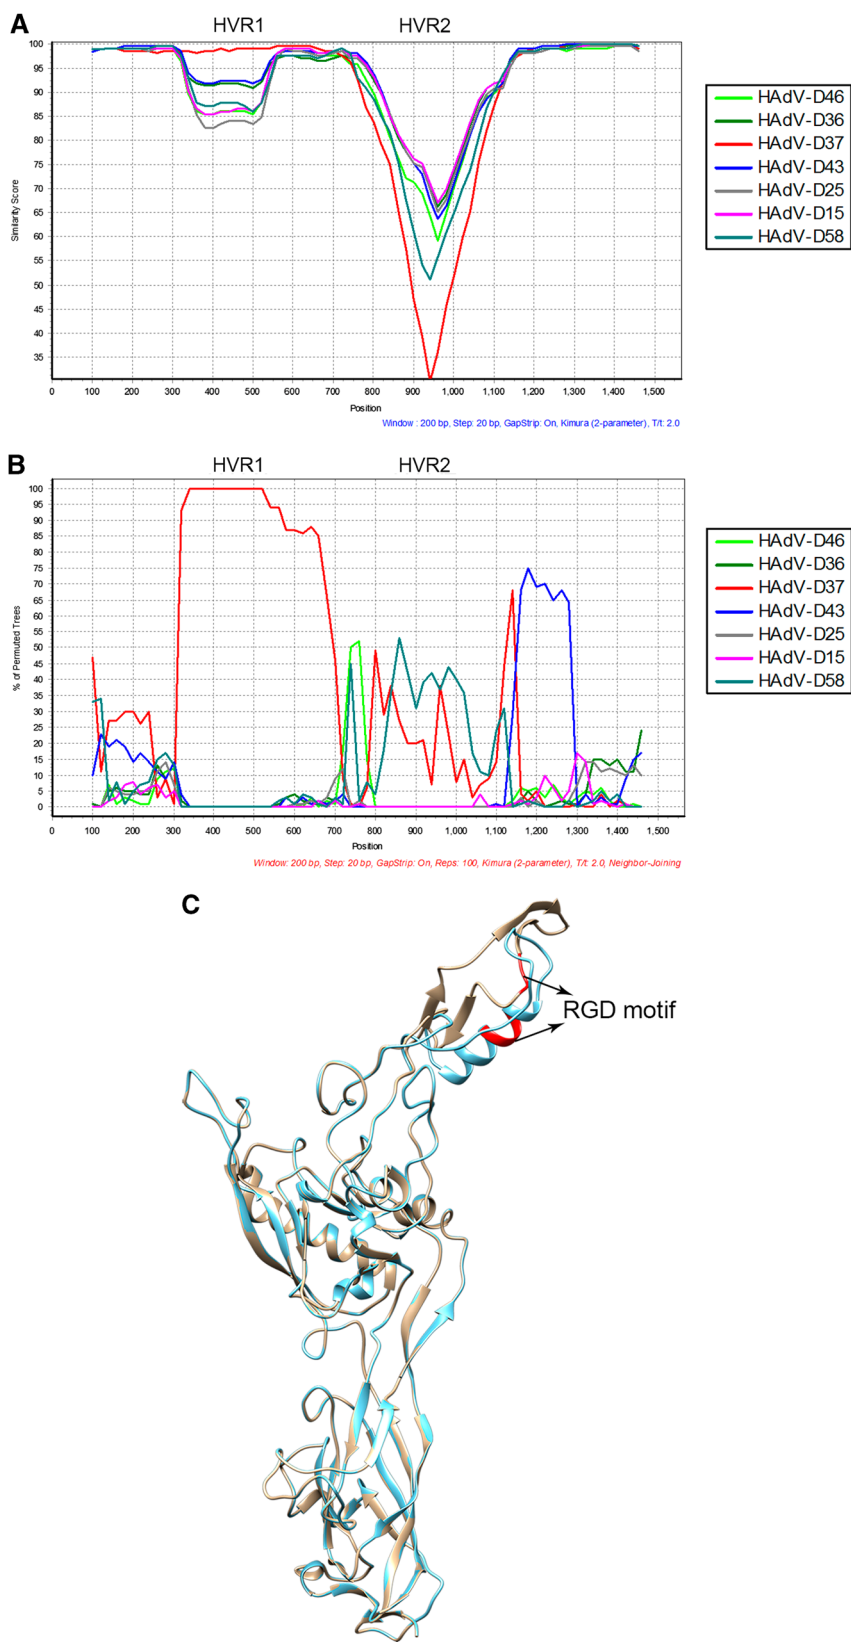 A
HVR1 HVR2
Similarity Score
100
95
90
85
80
75
70
65
60
55
50
45
40
35
0 100 200 300 400 500 600 700 800 900 1,000 1,100 1,200 1,300 1,400 1,500
Position
Window : 200 bp, Step: 20 bp, GapStrip: On, Kimura (2-parameter), T/t: 2.0
HAdV-D46
HAdV-D36
HAdV-D37
HAdV-D43
HAdV-D25
HAdV-D15
HAdV-D58
B
HVR1 HVR2
% of Permuted Trees
100
95
90
85
80
75
70
65
60
55
50
45
40
35
30
25
20
15
10
5
0
0 100 200 300 400 500 600 700 800 900 1,000 1,100 1,200 1,300 1,400 1,500
Position
Window: 200 bp, Step: 20 bp, GapStrip: On, Reps: 100, Kimura (2-parameter), T/t: 2.0, Neighbor-Joining
HAdV-D46
HAdV-D36
HAdV-D37
HAdV-D43
HAdV-D25
HAdV-D15
HAdV-D58
C
RGD motif